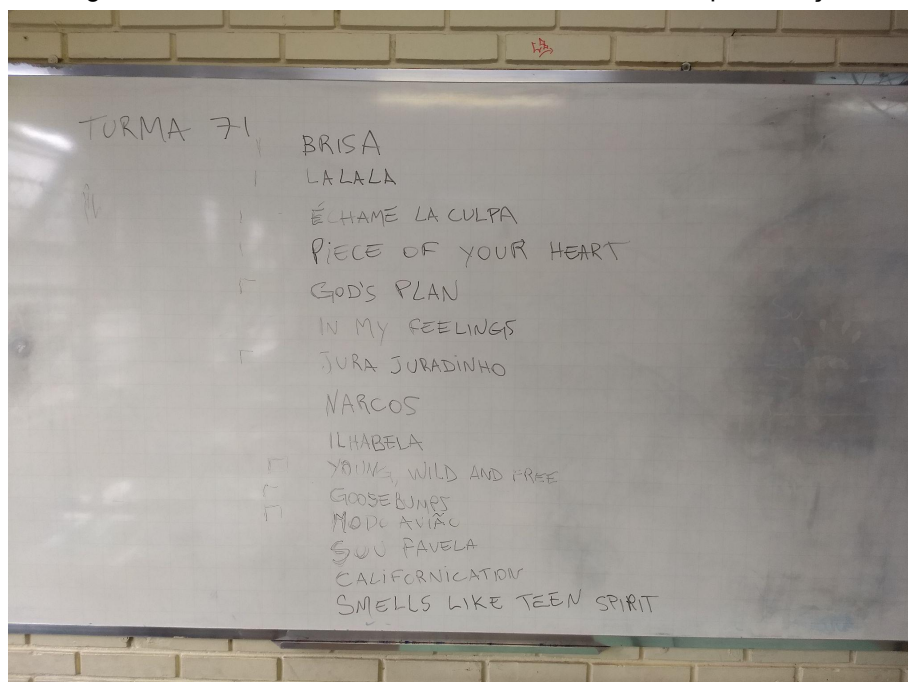 TURMA 71
BRISA
LALALA
ÉCHAME LA CULPA
PIECE OF YOUR HEART
GOD'S PLAN
IN MY FEELINGS
JURA JURADINHO
NARCOS
ILHABELA
YOUNG, WILD AND FREE
GOOSEBUMPS
MODO AVIÃO
SOU FAVELA
CALIFORNICATION
SMELLS LIKE TEEN SPIRIT